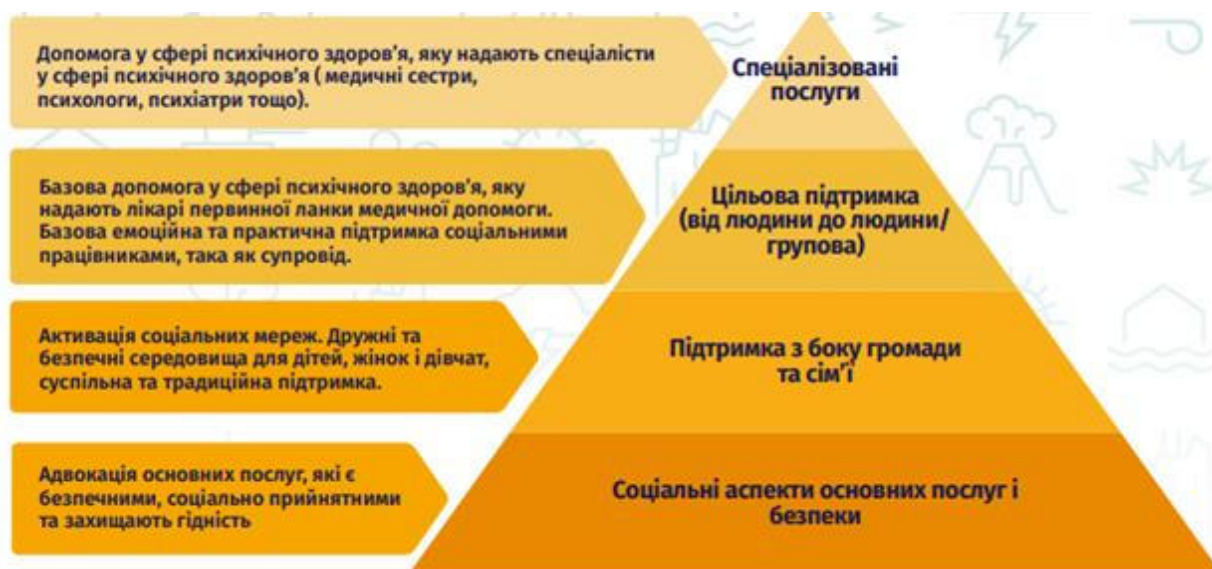 Допомога у сфері психічного здоров’я, яку надають спеціалісти
у сфері психічного здоров’я ( медичні сестри,
психологи, психіатри тощо).
Спеціалізовані
послуги
Базова допомога у сфері психічного здоров’я, яку
надають лікарі первинної ланки медичної допомоги.
Базова емоційна та практична підтримка соціальними
працівниками, така як супровід.
Цільова підтримка
(від людини до людини/
групова)
Активація соціальних мереж. Дружні та
безпечні середовища для дітей, жінок і дівчат,
суспільна та традиційна підтримка.
Підтримка з боку громади
та сім’ї
Адвокація основних послуг, які є
безпечними, соціально прийнятними
та захищають гідність
Соціальні аспекти основних послуг і
безпеки